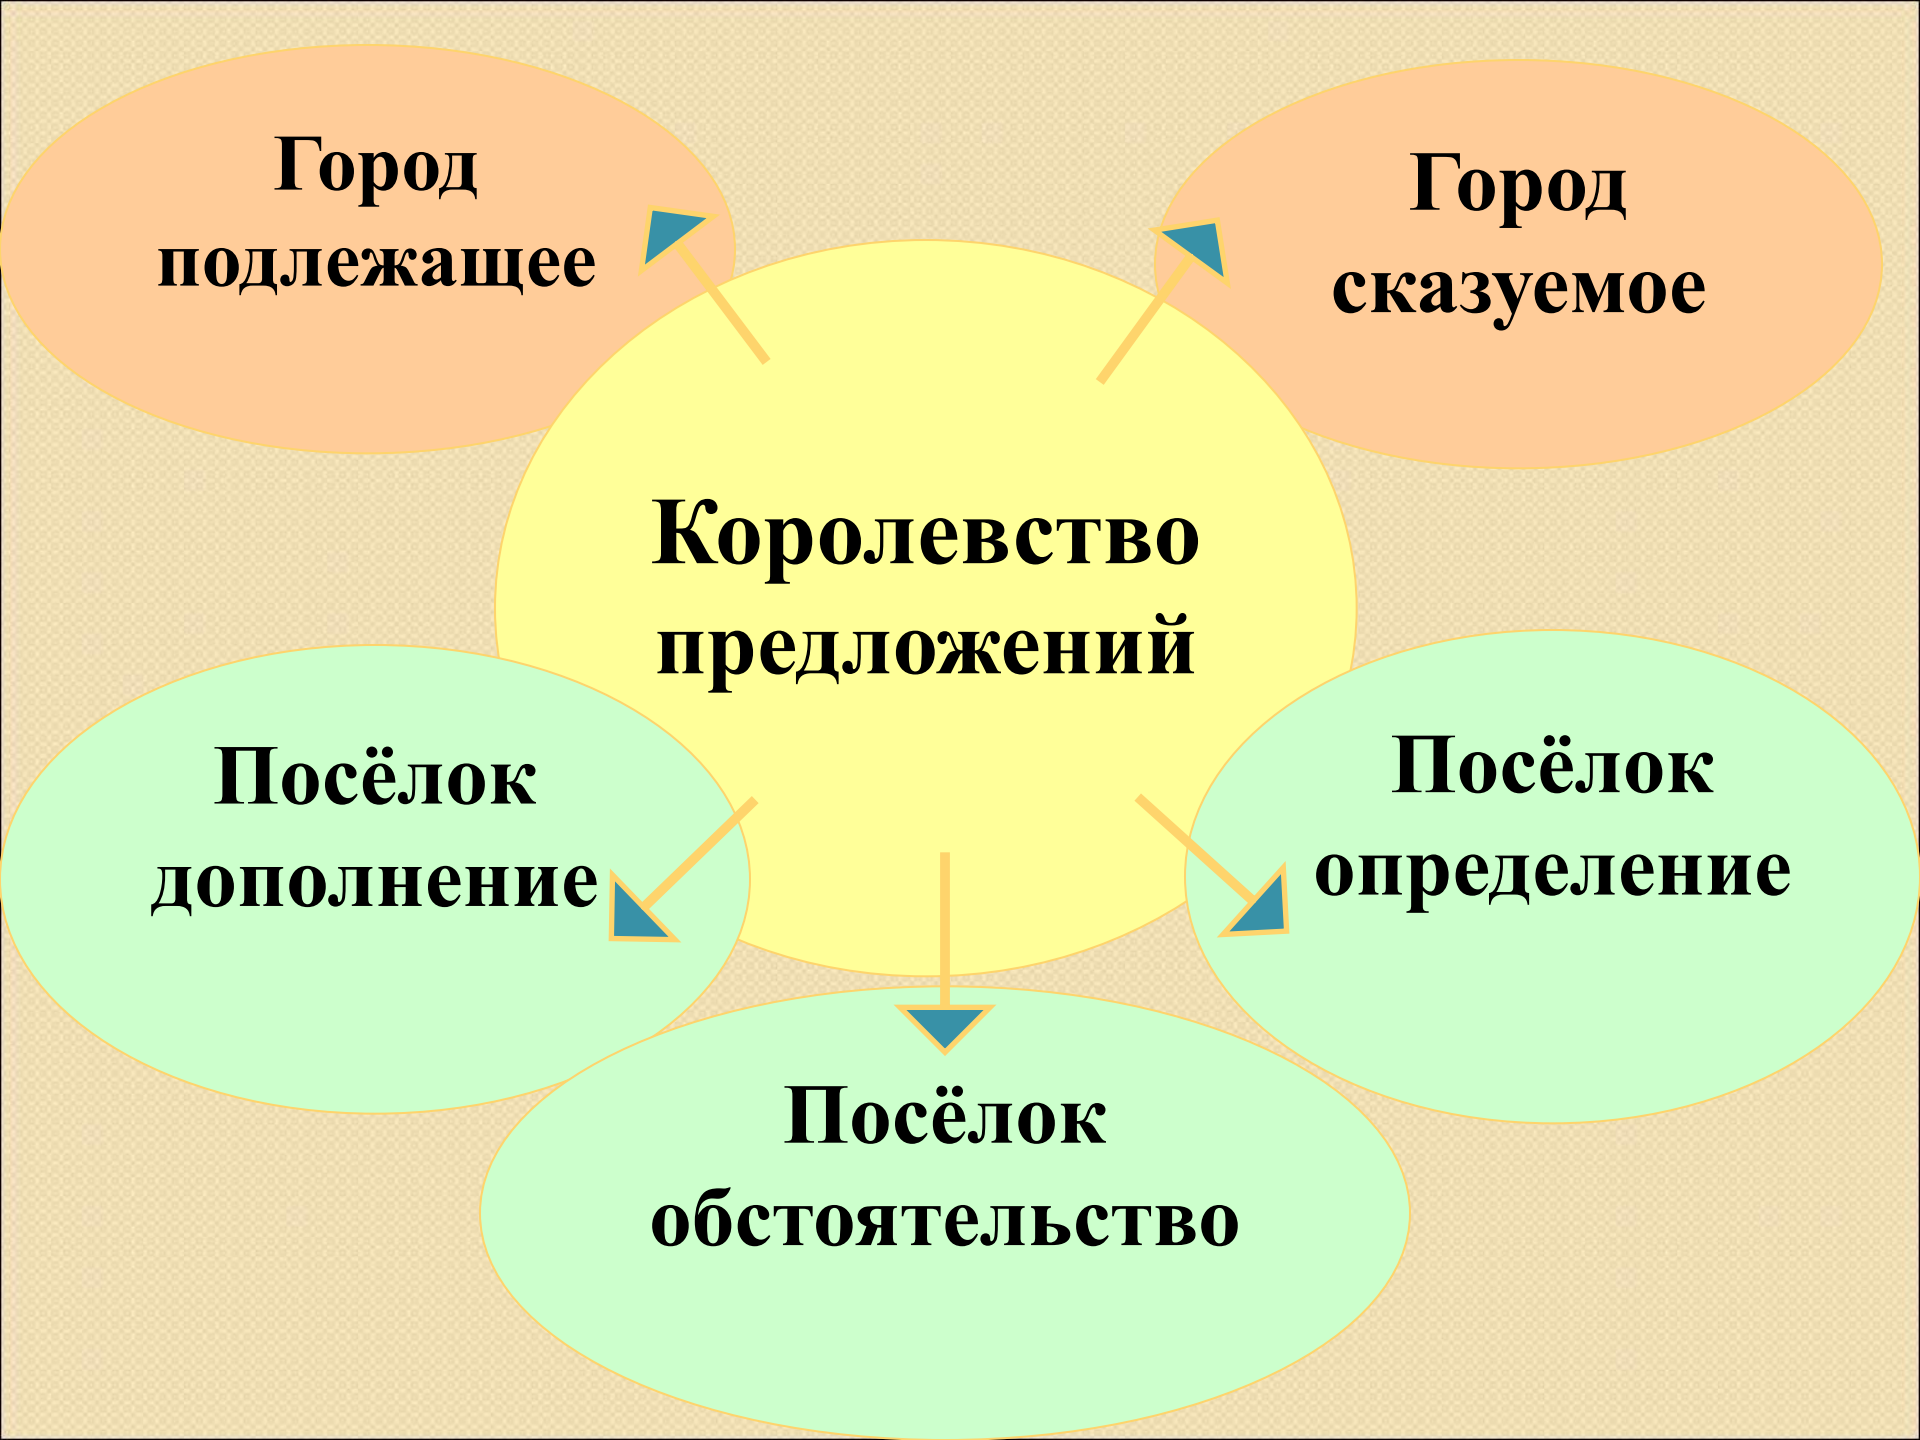 Город
подлежащее
Город
сказуемое
Королевство
предложений
Посёлок
дополнение
Посёлок
определение
Посёлок
обстоятельство